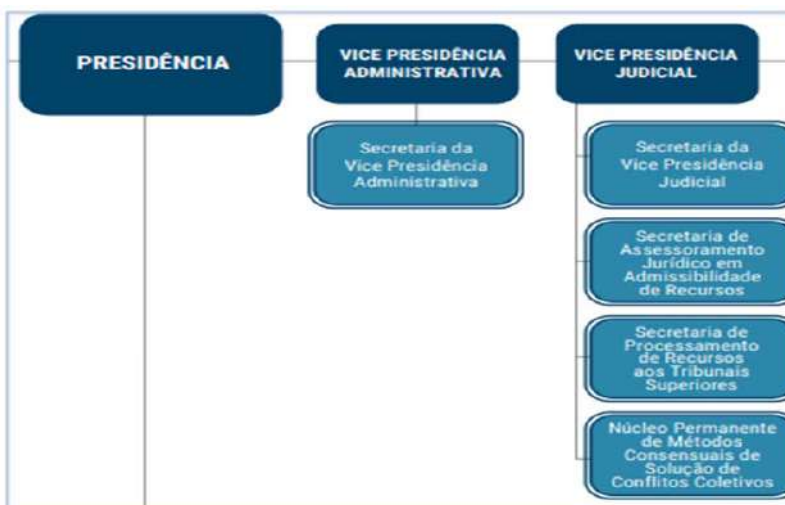 PRESIDÊNCIA
VICE PRESIDÊNCIA
ADMINISTRATIVA
VICE PRESIDÊNCIA
JUDICIAL
Secretaria da
Vice Presidência
Administrativa
Secretaria da
Vice Presidência
Judicial
Secretaria de
Assessoramento
Jurídico em
Admissibilidade
de Recursos
Secretaria de
Processamento
de Recursos
aos Tribunais
Superiores
Núcleo Permanente
de Métodos
Consensuais de
Solução de
Conflitos Coletivos